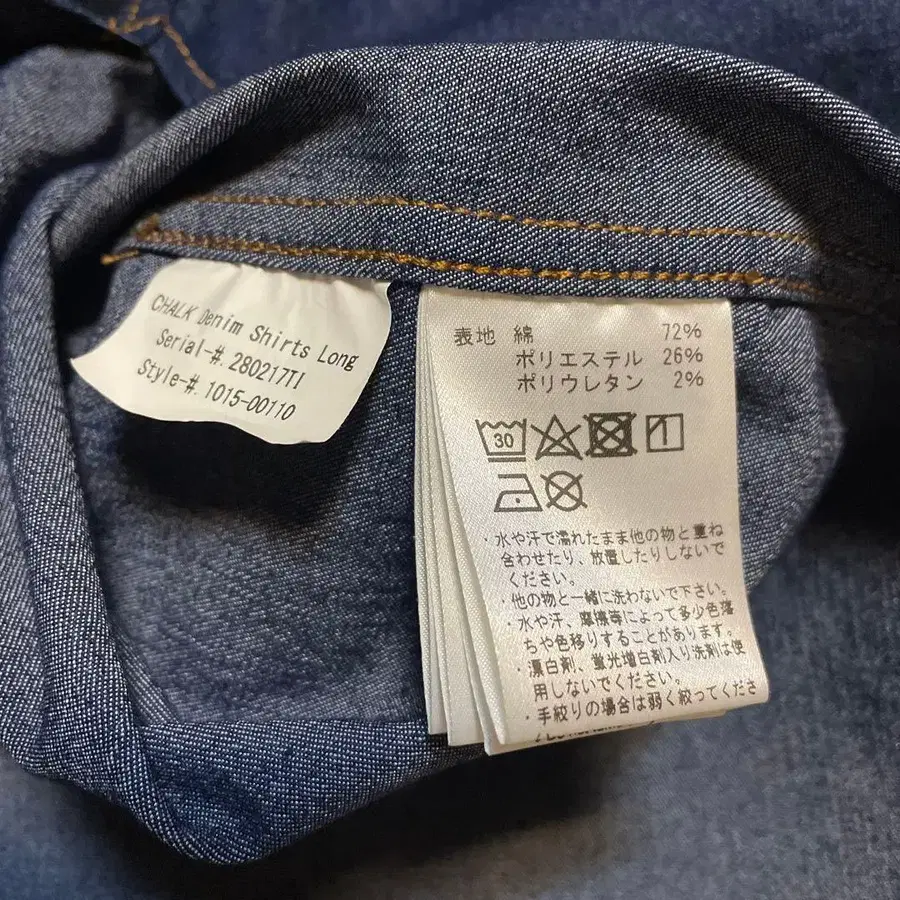 CHALK Denim Shirts Long
Serial-#. 280217TI
Style-#. 1015-00110
表地 綿 72%
ポリエステル 26%
ポリウレタン 2%
30
・水や汗で濡れたまま他の物と重ね
合わせたり、放置したりしないで
ください。
・他の物と一緒に洗わないで下さい。
・水や汗、摩擦等によって多少色落
ちや色移りすることがあります。
・漂白剤、蛍光増白剤入り洗剤は使
用しないでください。
・手絞りの場合は弱く絞ってくださ